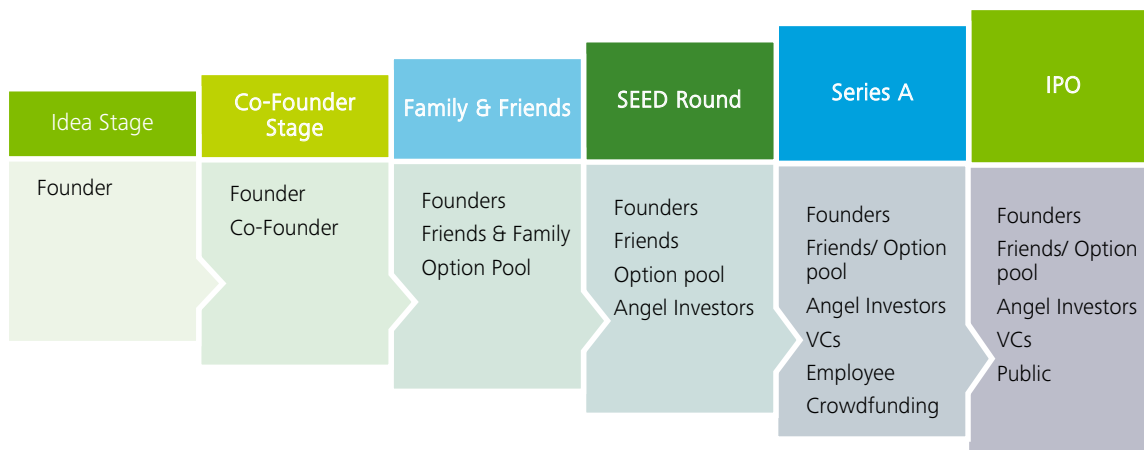 Idea Stage
Founder
Co-Founder
Stage
Founder
Co-Founder
Family & Friends
Founders
Friends & Family
Option Pool
SEED Round
Founders
Friends
Option pool
Angel Investors
Series A
Founders
Friends/ Option
pool
Angel Investors
VCs
Employee
Crowdfunding
IPO
Founders
Friends/ Option
pool
Angel Investors
VCs
Public